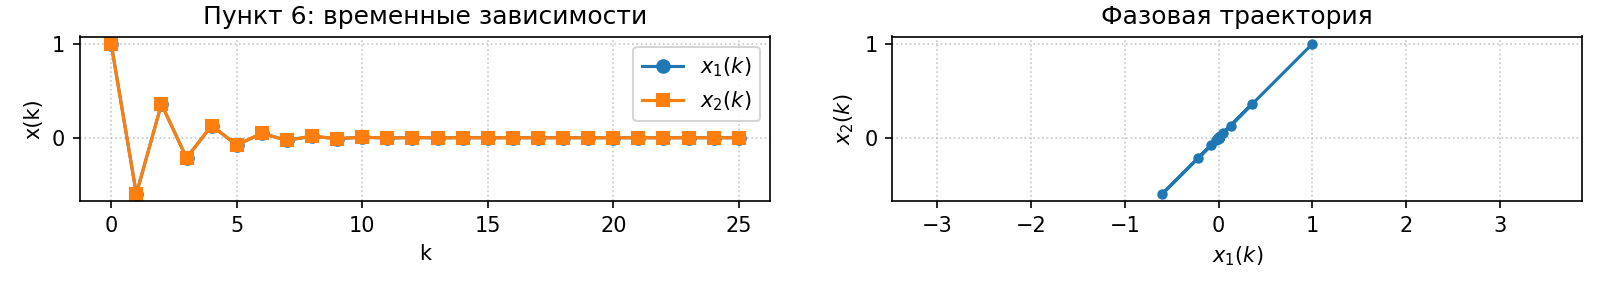 Пункт 6: временные зависимости
x(k)
1
0
x₁(k)
x₂(k)
0 5 10 15 20 25
k
Фазовая траектория
x₂(k)
1
0
−3 −2 −1 0 1 2 3
x₁(k)